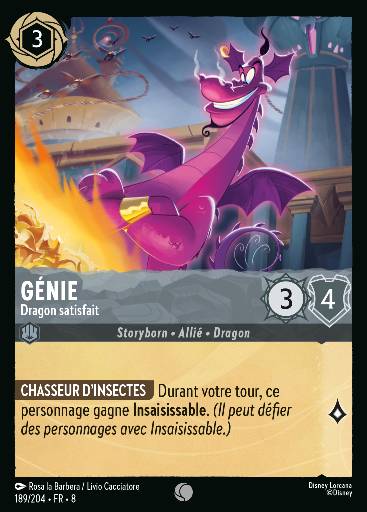 3
GÉNIE
Dragon satisfait
3
4
Storyborn • Allié • Dragon
CHASSEUR D'INSECTES Durant votre tour, ce
personnage gagne Insaisissable. (Il peut défier
des personnages avec Insaisissable.)
Rosa la Barbera / Livio Cacciatore
Disney Lorcana
189/204 • FR • 8
©Disney